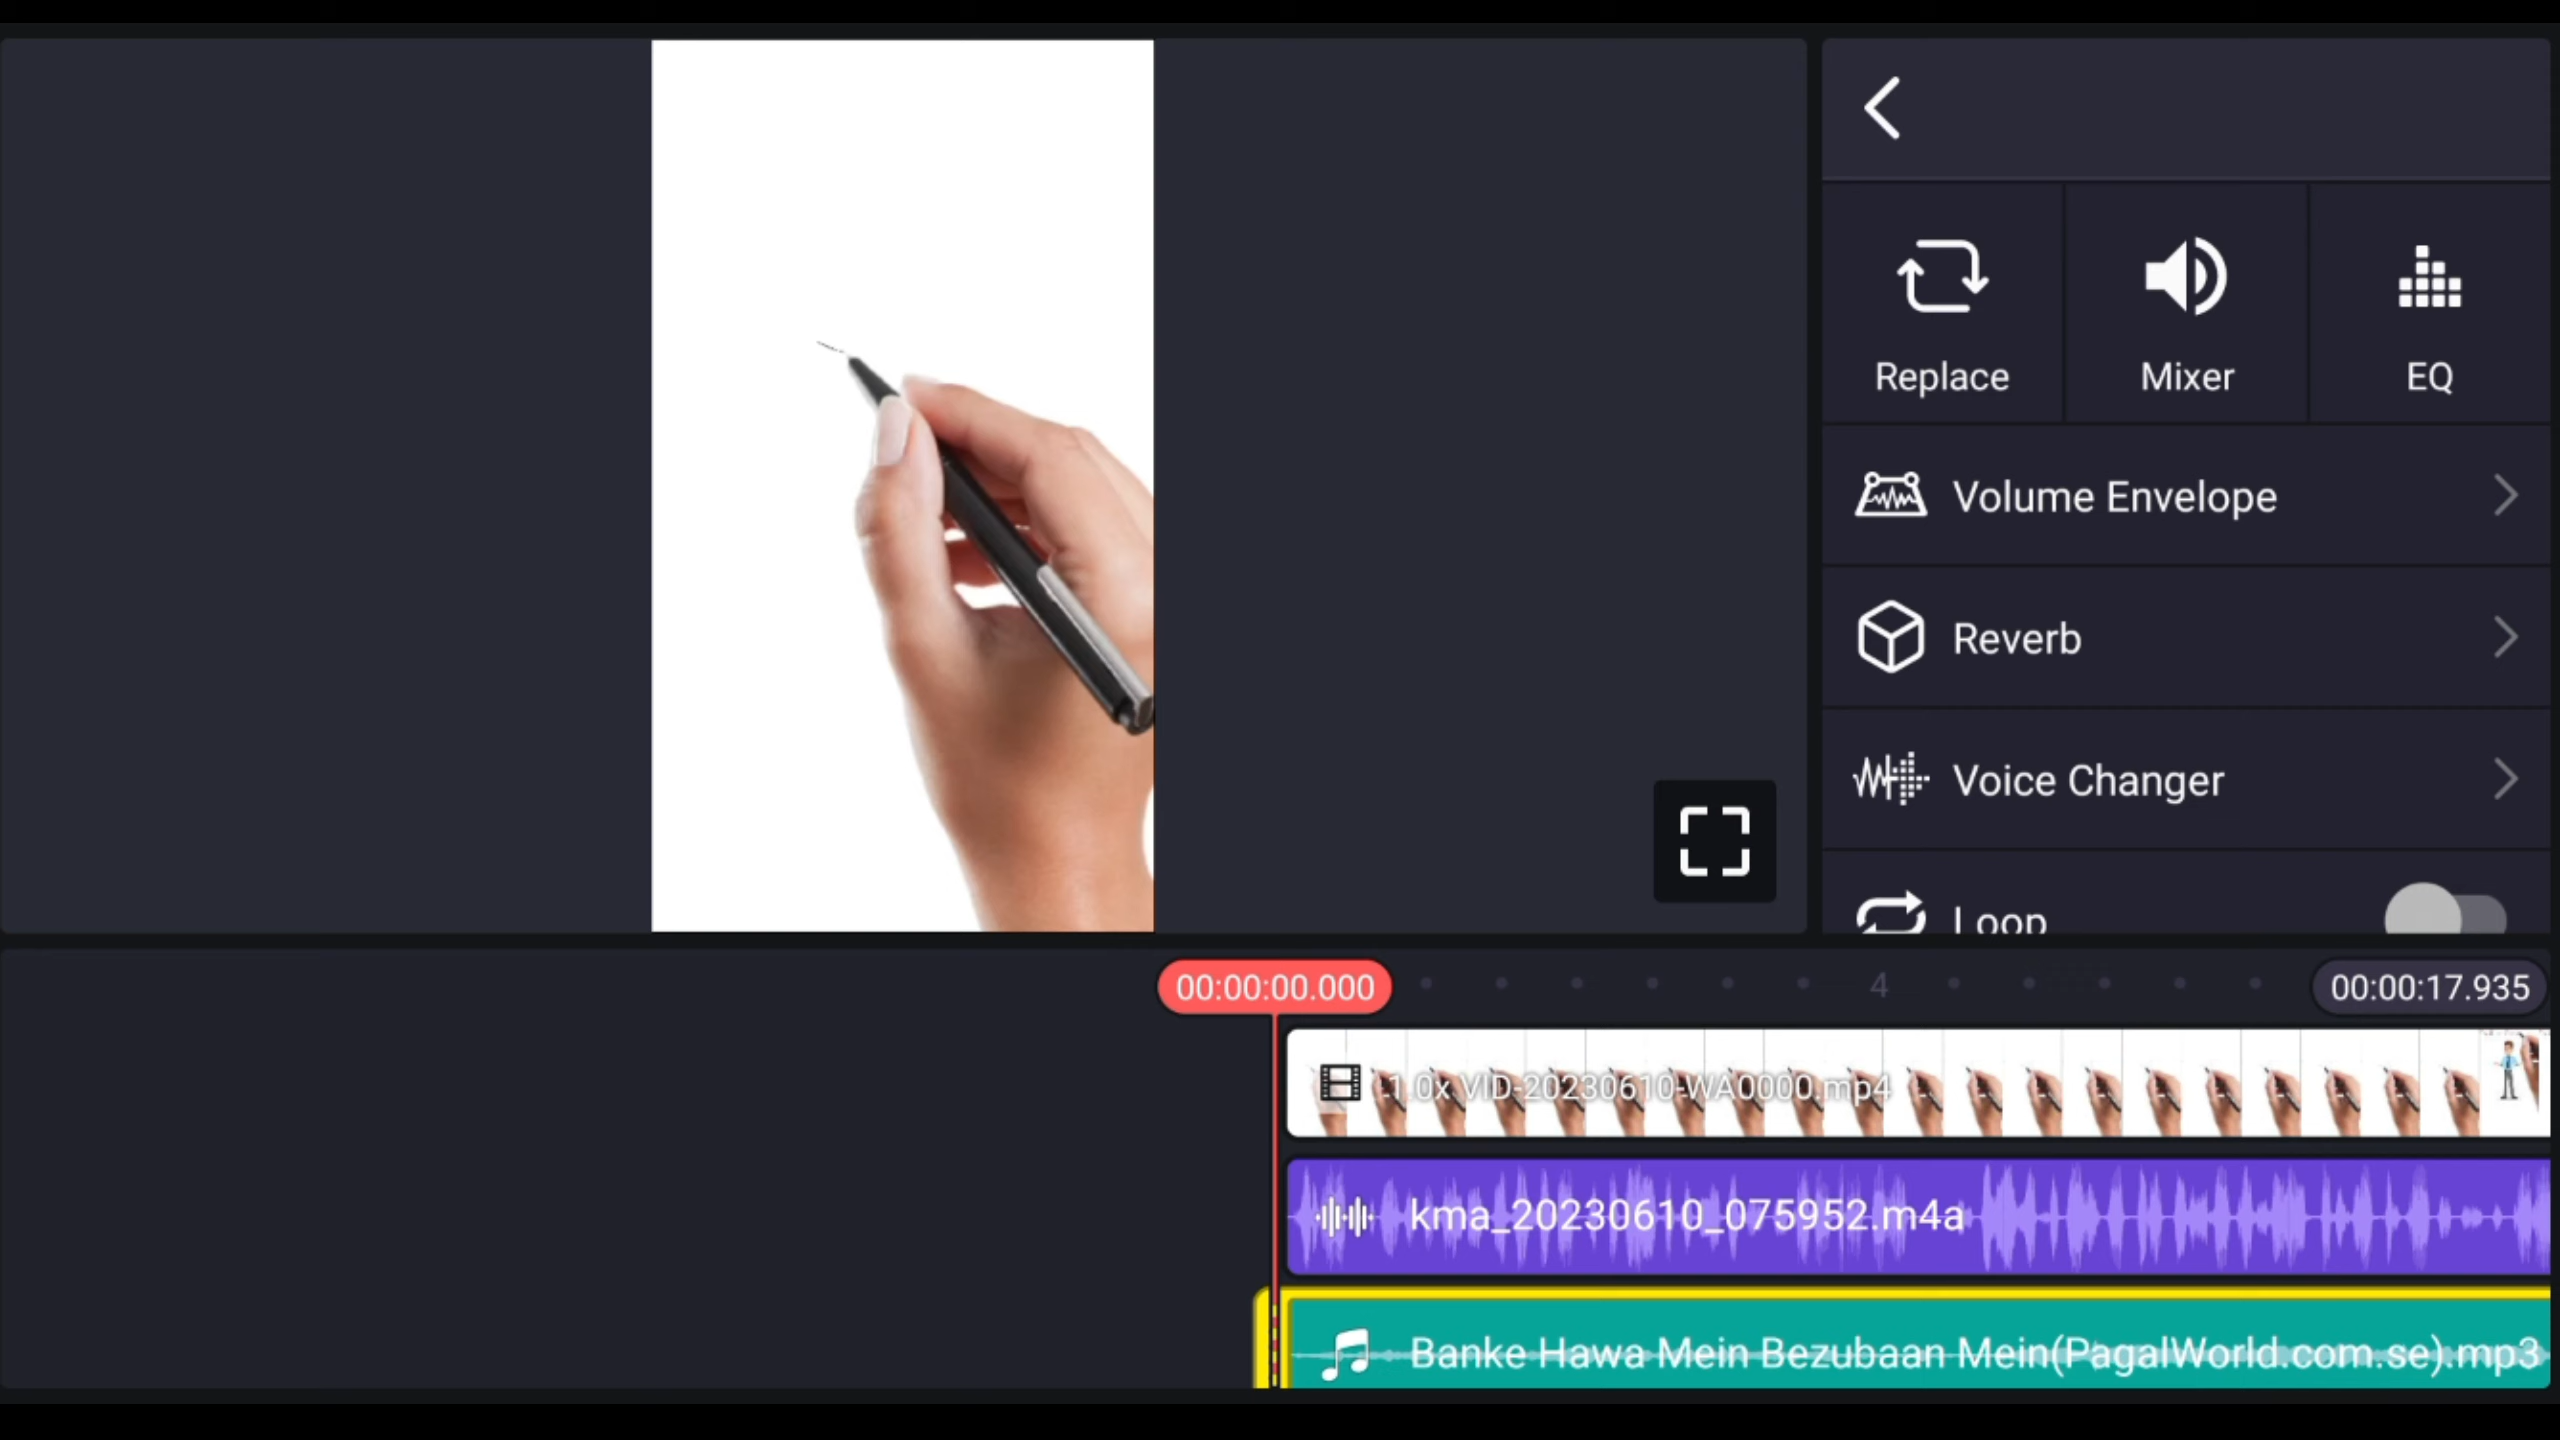 Replace
Mixer
EQ
Volume Envelope
Reverb
Voice Changer
Loop
00:00:00.000
4
00:00:17.935
1.0x VID-20230610-WA0000.mp4
kma_20230610_075952.m4a
Banke Hawa Mein Bezubaan Mein(PagalWorld.com.se).mp3